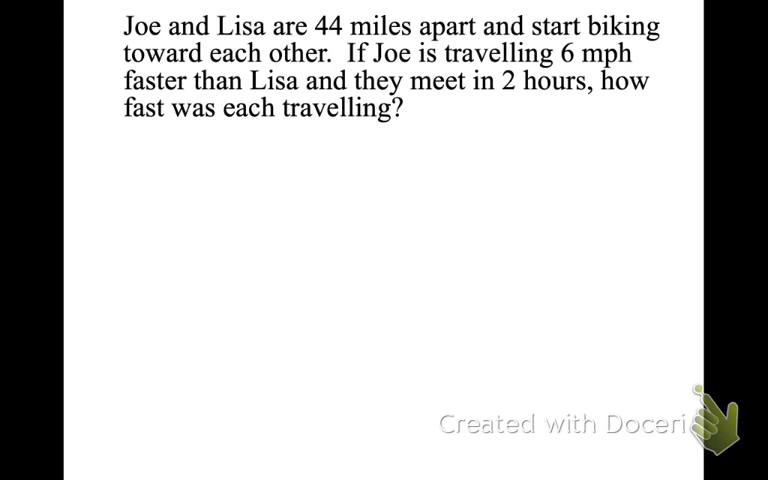 Joe and Lisa are 44 miles apart and start biking
toward each other.  If Joe is travelling 6 mph
faster than Lisa and they meet in 2 hours, how
fast was each travelling?
Created with Doceri